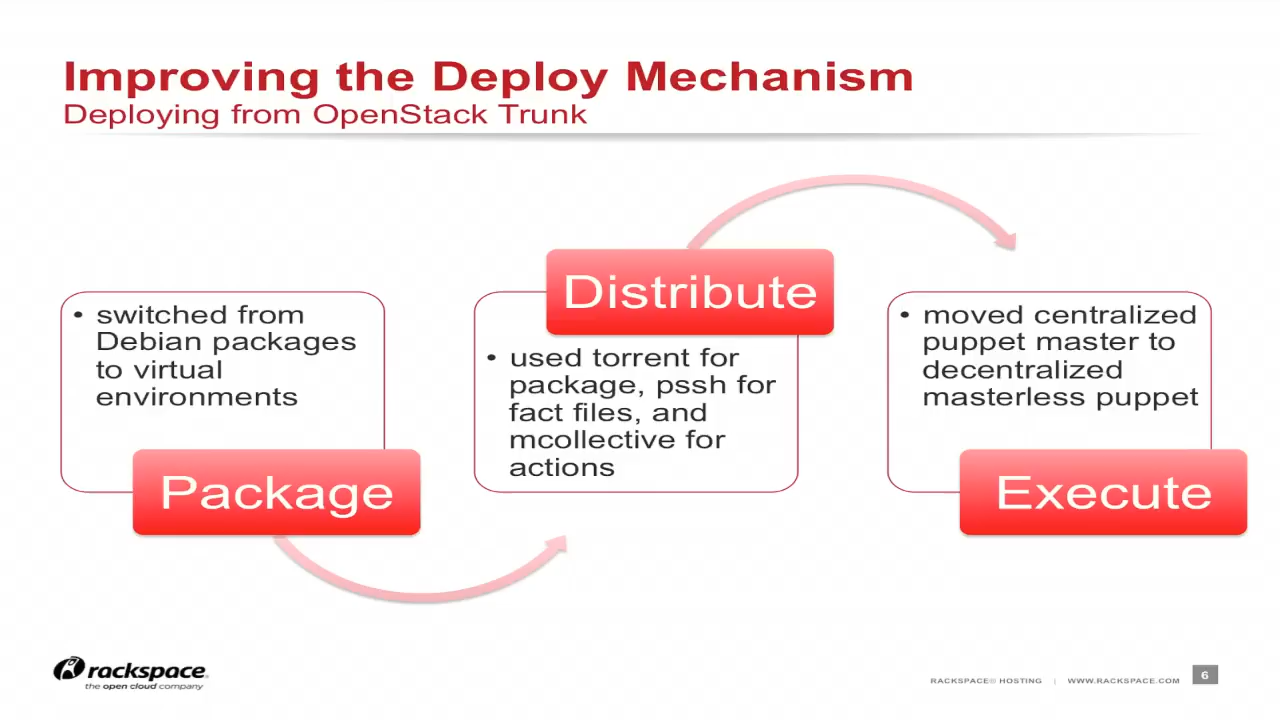 Improving the Deploy Mechanism
Deploying from OpenStack Trunk
• switched from
Debian packages
to virtual
environments
Package
Distribute
• used torrent for
package, pssh for
fact files, and
mcollective for
actions
• moved centralized
puppet master to
decentralized
masterless puppet
Execute
rackspace®
the open cloud company
RACKSPACE® HOSTING | WWW.RACKSPACE.COM
6